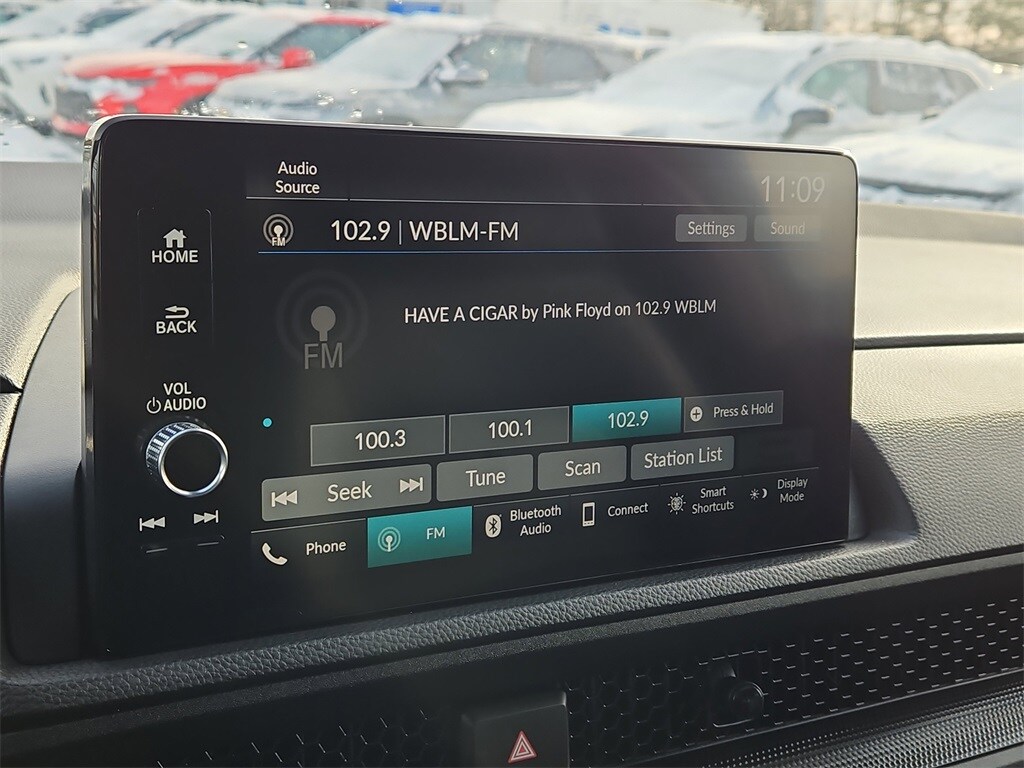 Audio
Source
11:09
FM
102.9 | WBLM-FM
Settings
Sound
HOME
BACK
VOL
AUDIO
FM
HAVE A CIGAR by Pink Floyd on 102.9 WBLM
100.3
100.1
102.9
Press & Hold
Seek
Tune
Scan
Station List
Phone
FM
Bluetooth
Audio
Connect
Smart
Shortcuts
Display
Mode